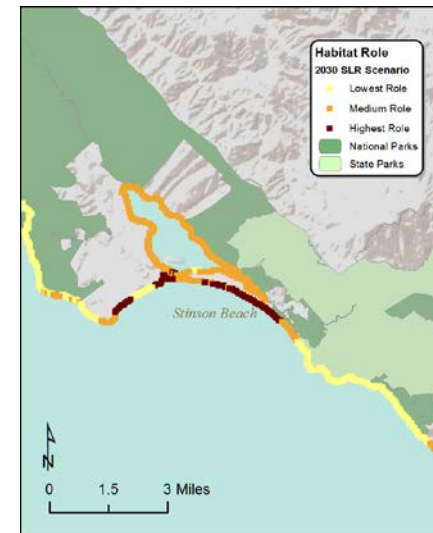 Habitat Role
2030 SLR Scenario
Lowest Role
Medium Role
Highest Role
National Parks
State Parks
Stinson Beach
N
0 1.5 3 Miles